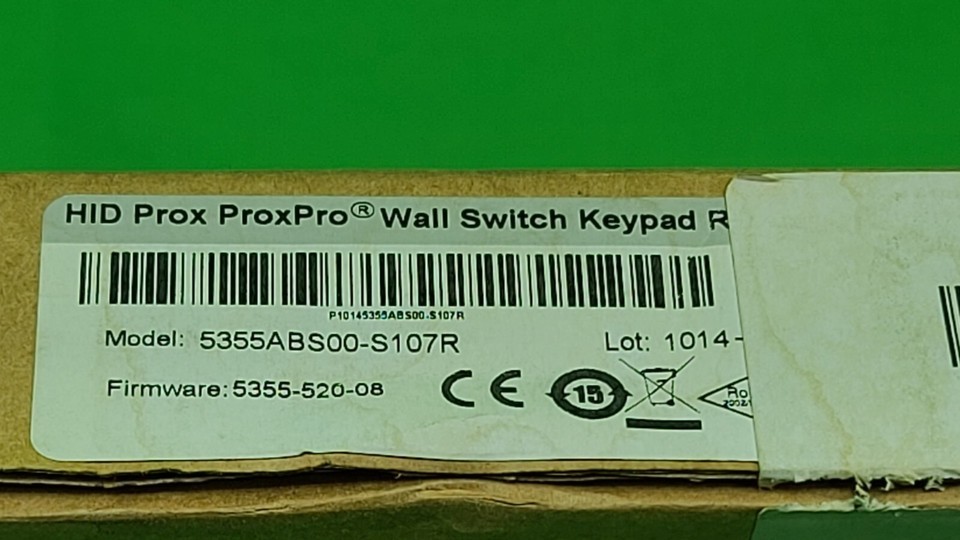 HID Prox ProxPro® Wall Switch Keypad R
P10145355ABS00-S107R
Model: 5355ABS00-S107R Lot: 1014-
Firmware: 5355-520-08 CE 15 Ro